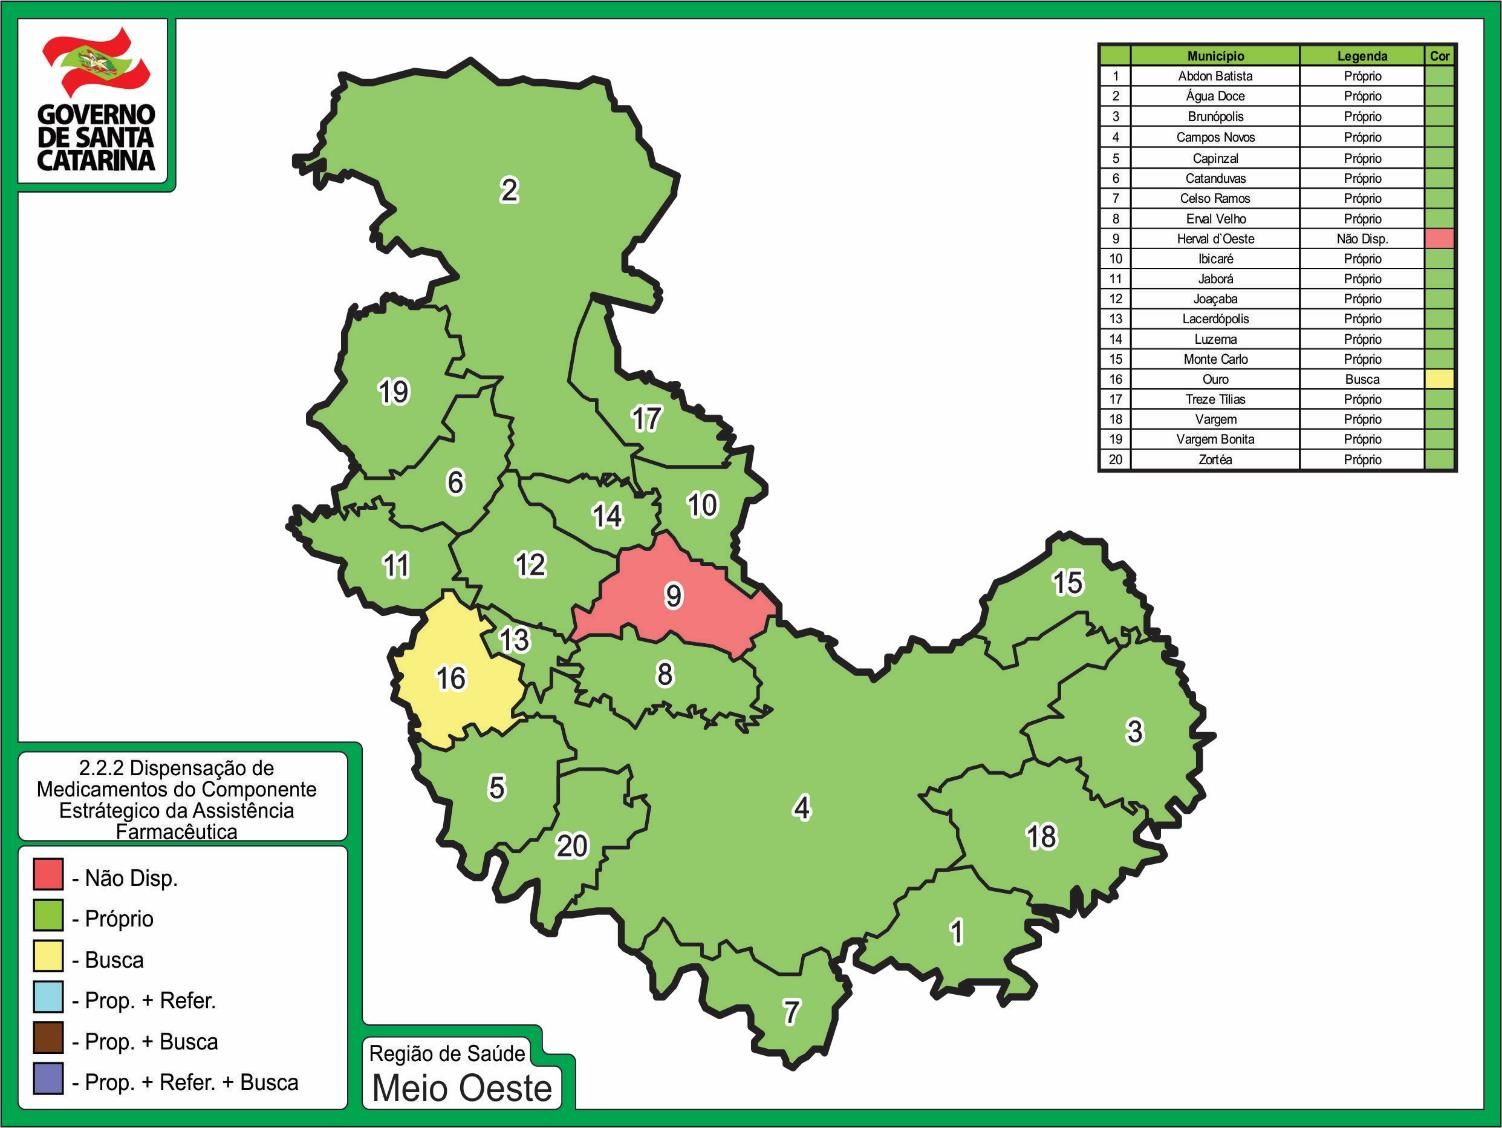 GOVERNO
DE SANTA
CATARINA
Município Legenda Cor
1 Abdon Batista Próprio
2 Água Doce Próprio
3 Brunópolis Próprio
4 Campos Novos Próprio
5 Capinzal Próprio
6 Catanduvas Próprio
7 Celso Ramos Próprio
8 Erval Velho Próprio
9 Herval d`Oeste Não Disp.
10 Ibicaré Próprio
11 Jaborá Próprio
12 Joaçaba Próprio
13 Lacerdópolis Próprio
14 Luzerna Próprio
15 Monte Carlo Próprio
16 Ouro Busca
17 Treze Tílias Próprio
18 Vargem Próprio
19 Vargem Bonita Próprio
20 Zortéa Próprio
2
19
17
6
10
14
11
12
15
9
13
8
16
3
5
4
20
18
1
7
2.2.2 Dispensação de
Medicamentos do Componente
Estrátegico da Assistência
Farmacêutica
- Não Disp.
- Próprio
- Busca
- Prop. + Refer.
- Prop. + Busca
- Prop. + Refer. + Busca
Região de Saúde
Meio Oeste